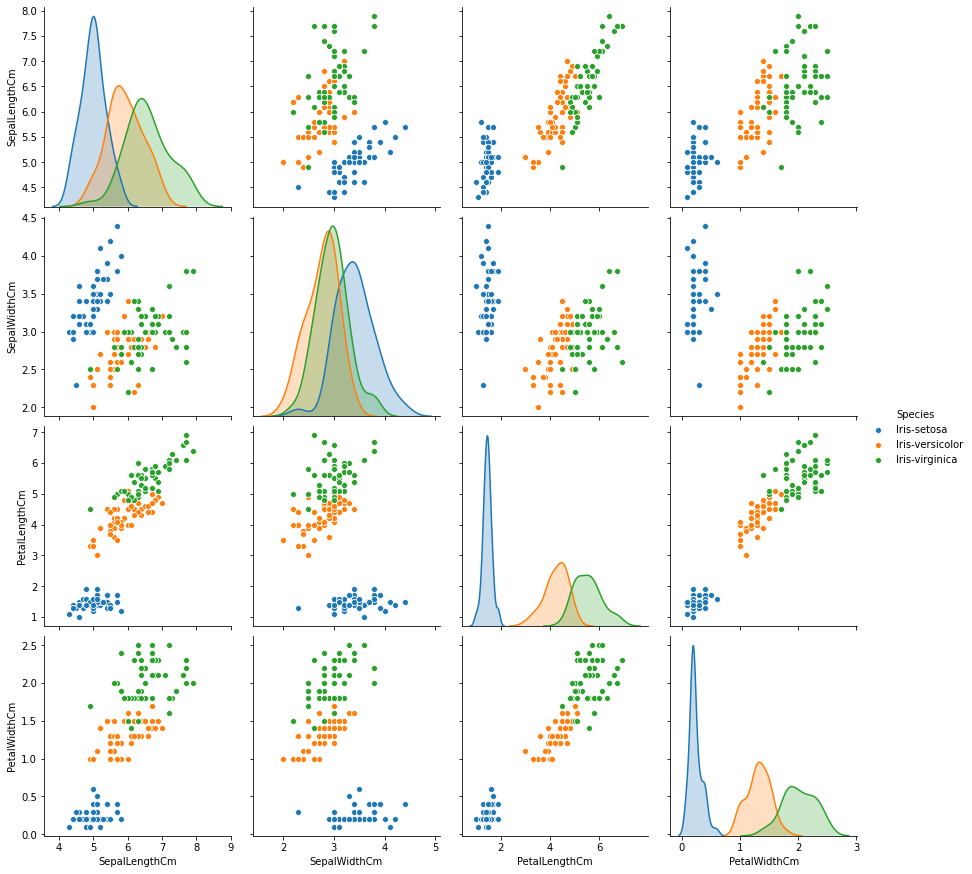 8.0
7.5
7.0
6.5
6.0
5.5
5.0
4.5
SepalLengthCm
4.5
4.0
3.5
3.0
2.5
2.0
SepalWidthCm
Species
Iris-setosa
Iris-versicolor
Iris-virginica
7
6
5
4
3
2
1
PetalLengthCm
2.5
2.0
1.5
1.0
0.5
0.0
PetalWidthCm
4 5 6 7 8 9
SepalLengthCm
2 3 4 5
SepalWidthCm
2 4 6
PetalLengthCm
0 1 2 3
PetalWidthCm